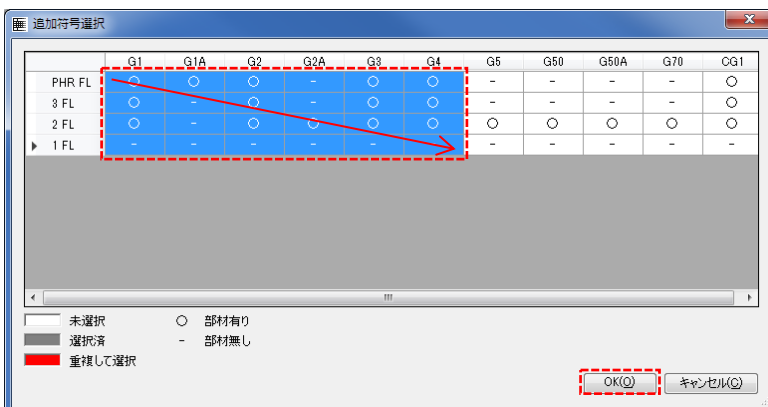 追加符号選択
G1 G1A G2 G2A G3 G4 G5 G50 G50A G70 CG1
PHR FL ○ ○ ○ - ○ ○ - - - - ○
3 FL ○ - ○ - ○ ○ - - - - ○
2 FL ○ - ○ ○ ○ ○ ○ ○ ○ ○ ○
1 FL - - - - - - - - - - -
未選択 ○ 部材有り
選択済 - 部材無し
重複して選択
OK(O) キャンセル(C)